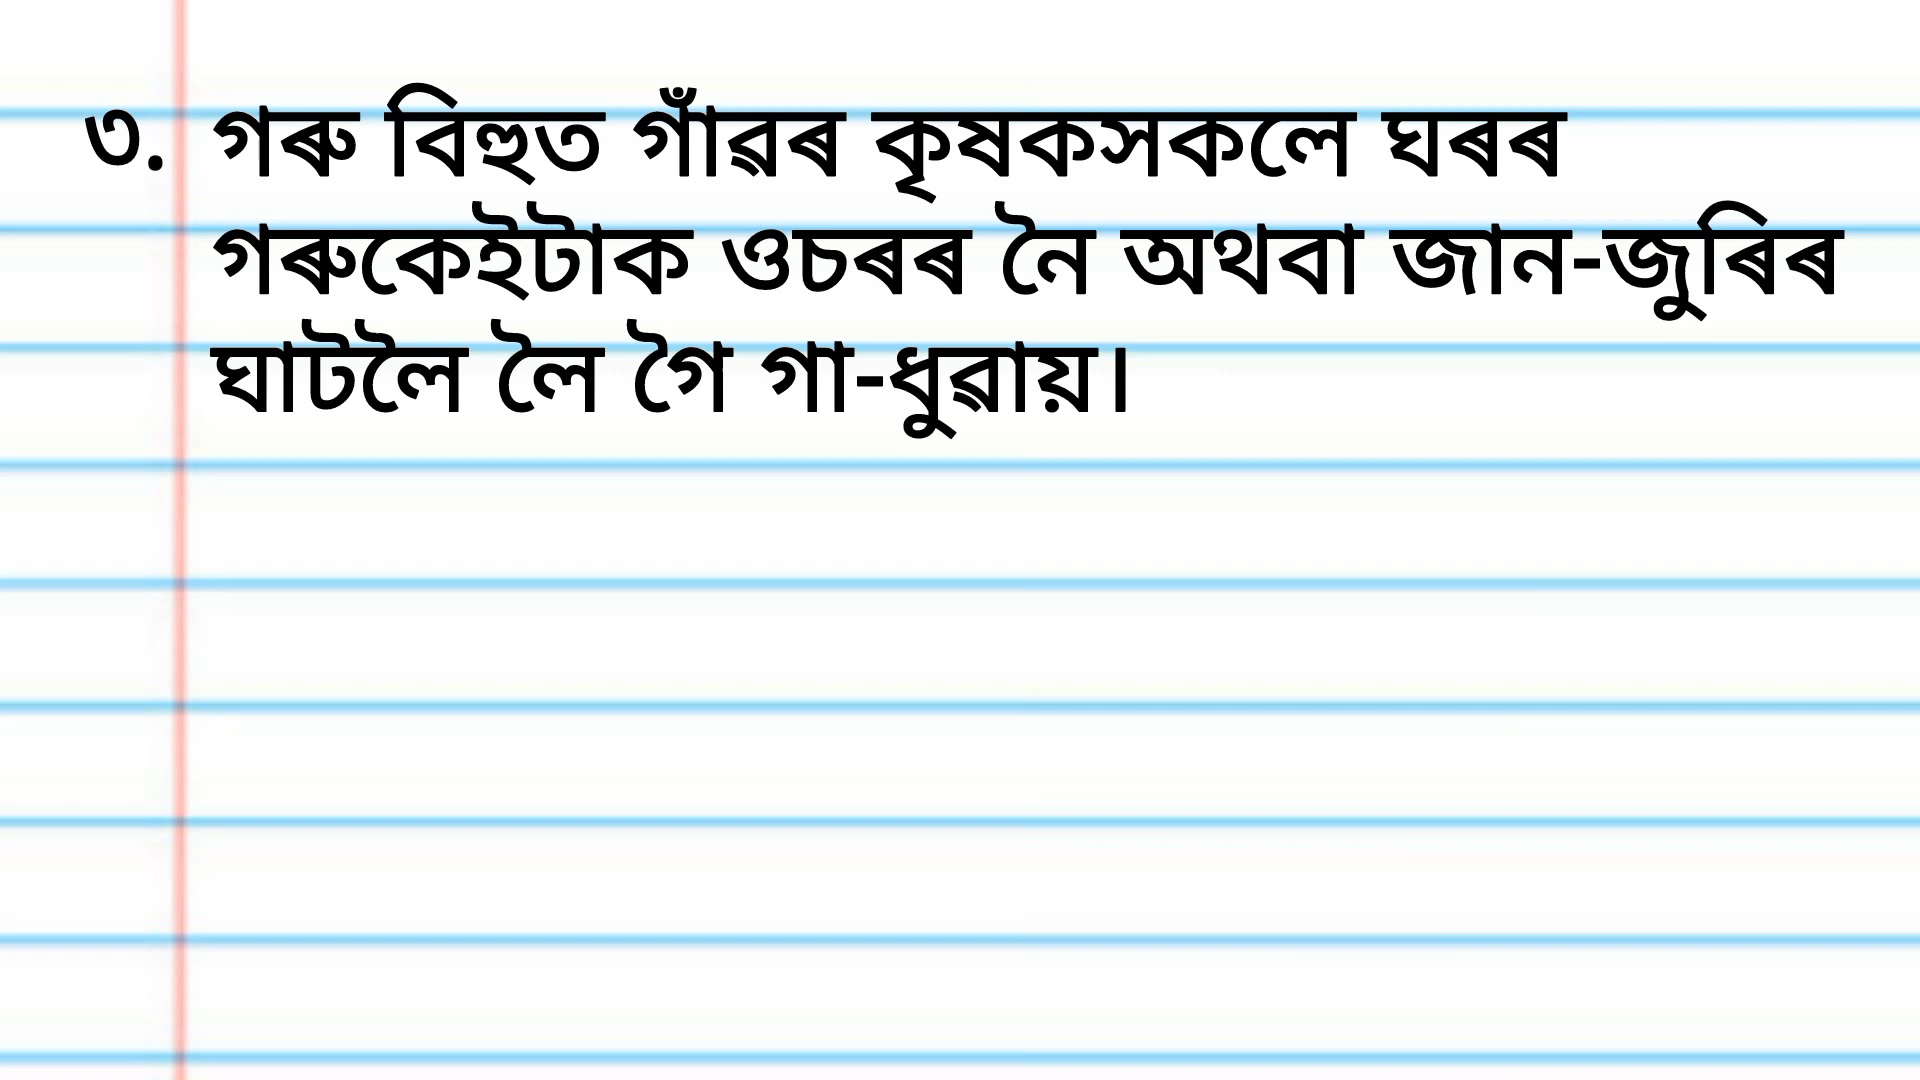 ৩. গৰু বিহুত গাঁৱৰ কৃষকসকলে ঘৰৰ
গৰুকেইটাক ওচৰৰ নৈ অথবা জান-জুৰিৰ
ঘাটলৈ লৈ গৈ গা-ধুৱায়।